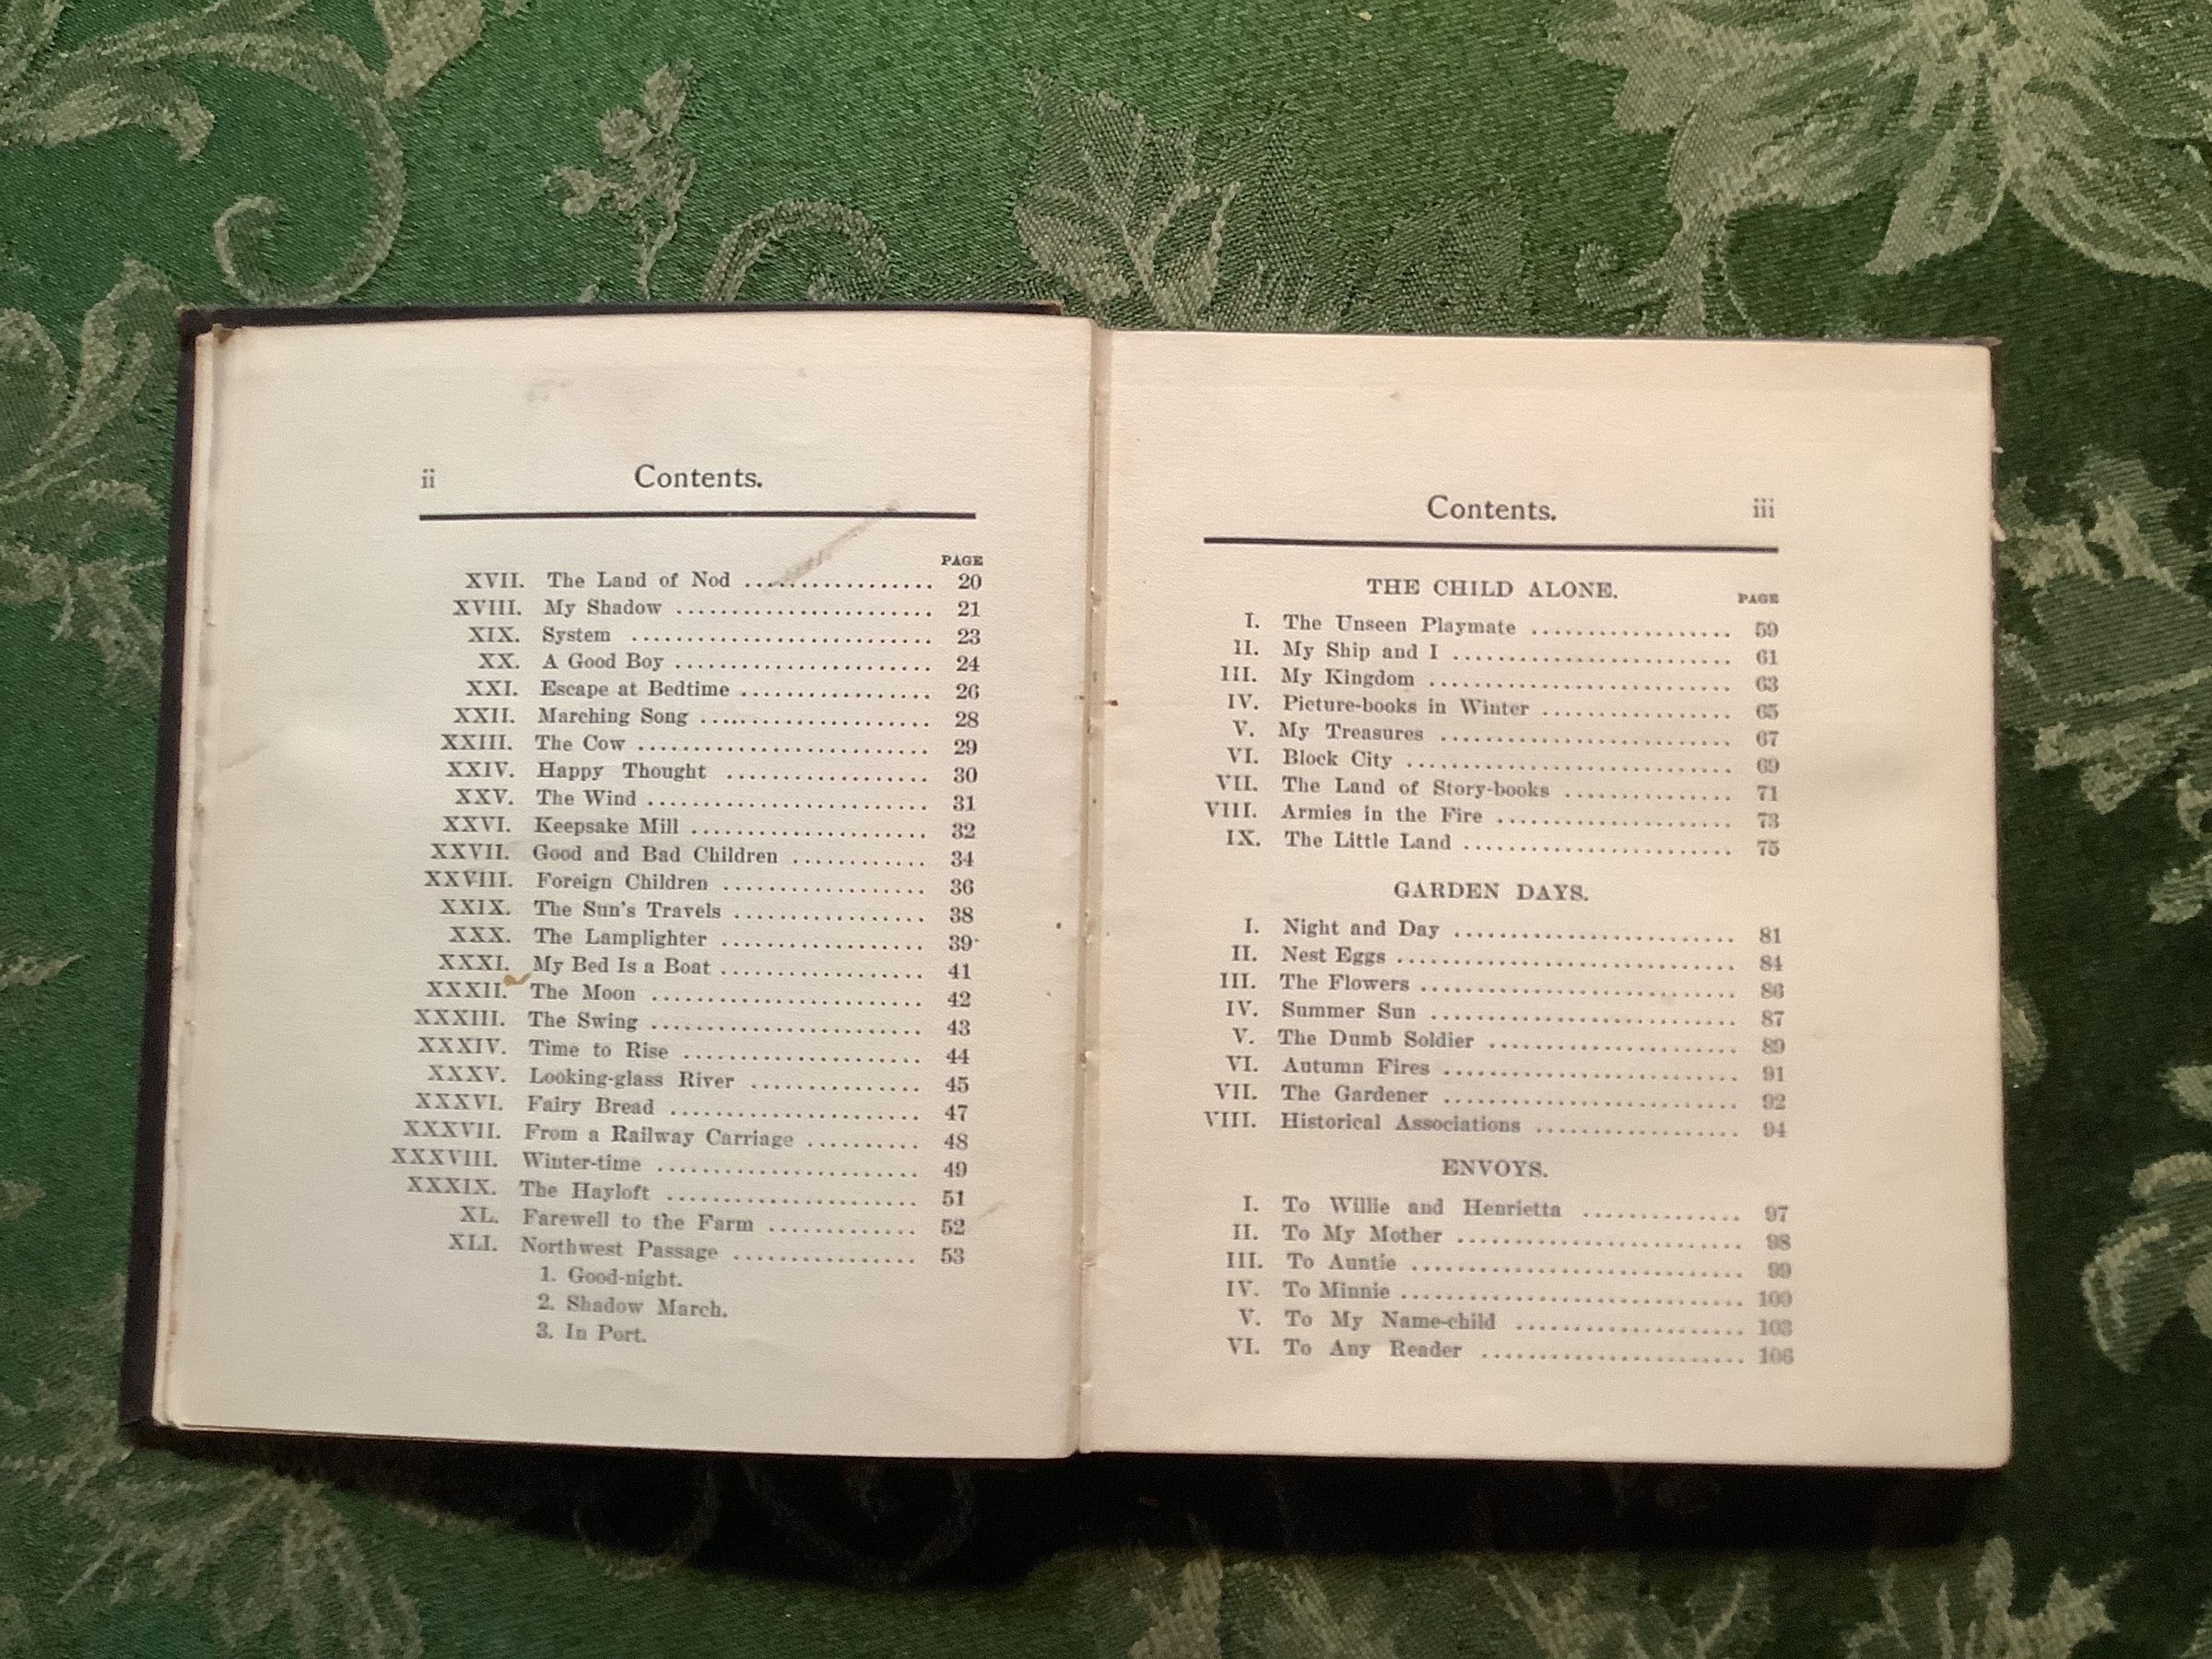 ii Contents.
PAGE
XVII. The Land of Nod ................. 20
XVIII. My Shadow ....................... 21
XIX. System ........................... 23
XX. A Good Boy ....................... 24
XXI. Escape at Bedtime ................. 26
XXII. Marching Song ..................... 28
XXIII. The Cow .......................... 29
XXIV. Happy Thought .................. 30
XXV. The Wind ......................... 31
XXVI. Keepsake Mill ..................... 32
XXVII. Good and Bad Children ............ 34
XXVIII. Foreign Children .................. 36
XXIX. The Sun's Travels ................. 38
XXX. The Lamplighter .................. 39
XXXI. My Bed Is a Boat .................. 41
XXXII. The Moon ........................ 42
XXXIII. The Swing ........................ 43
XXXIV. Time to Rise ..................... 44
XXXV. Looking-glass River ............... 45
XXXVI. Fairy Bread ...................... 47
XXXVII. From a Railway Carriage .......... 48
XXXVIII. Winter-time ....................... 49
XXXIX. The Hayloft ...................... 51
XL. Farewell to the Farm ............. 52
XLI. Northwest Passage ................ 53
1. Good-night.
2. Shadow March.
3. In Port.
Contents. iii
THE CHILD ALONE.
PAGE
I. The Unseen Playmate .................. 59
II. My Ship and I ......................... 61
III. My Kingdom ........................... 63
IV. Picture-books in Winter ................. 65
V. My Treasures .......................... 67
VI. Block City ............................. 69
VII. The Land of Story-books ............... 71
VIII. Armies in the Fire ..................... 73
IX. The Little Land ........................ 75
GARDEN DAYS.
I. Night and Day ......................... 81
II. Nest Eggs .............................. 84
III. The Flowers ............................ 86
IV. Summer Sun ........................... 87
V. The Dumb Soldier ...................... 89
VI. Autumn Fires .......................... 91
VII. The Gardener .......................... 92
VIII. Historical Associations ................. 94
ENVOYS.
I. To Willie and Henrietta ............... 97
II. To My Mother .......................... 98
III. To Auntie .............................. 99
IV. To Minnie ............................... 100
V. To My Name-child ..................... 103
VI. To Any Reader ........................ 106